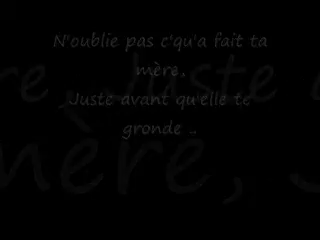 N'oublie pas c'qu'a fait ta
mère,
Juste avant qu'elle te
gronde ..